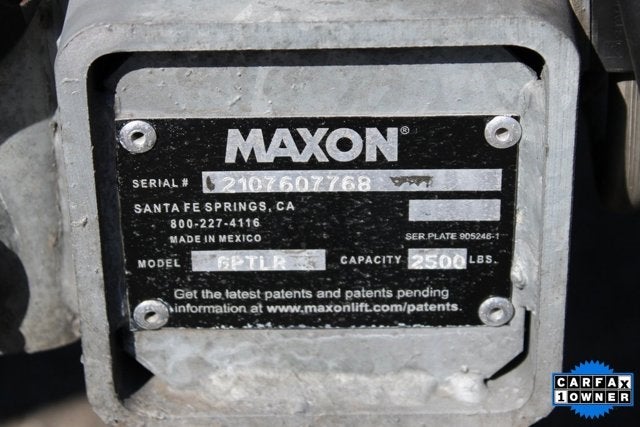 MAXON®
SERIAL # 2107607768
SANTA FE SPRINGS, CA
800-227-4116
MADE IN MEXICO
SER. PLATE 905246-1
MODEL GPTLR CAPACITY 2500 LBS.
Get the latest patents and patents pending
information at www.maxonlift.com/patents.
CARFAX
1 OWNER